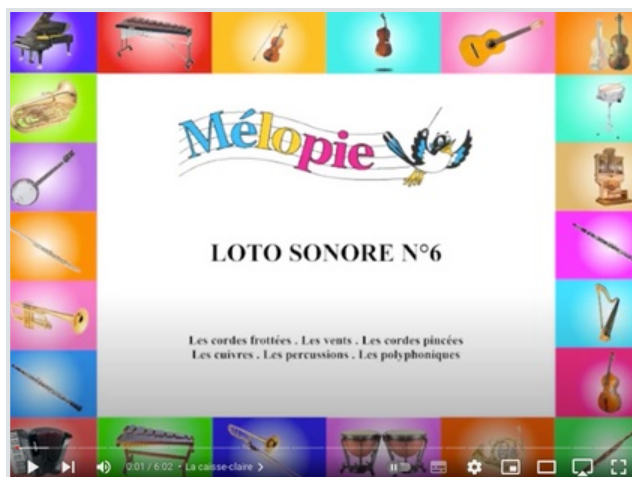 Mélopie
LOTO SONORE N°6
Les cordes frottées . Les vents . Les cordes pincées
Les cuivres . Les percussions . Les polyphoniques
0:01 / 6:02 • La caisse-claire >